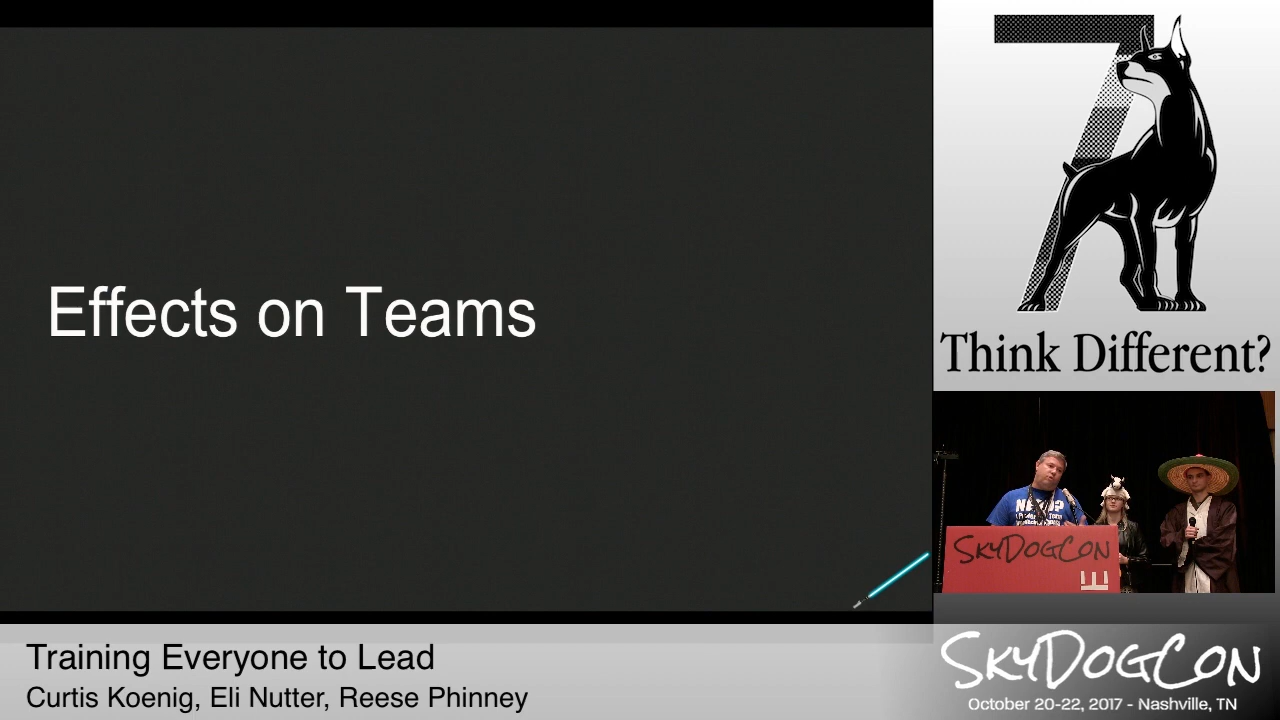 Effects on Teams
7
Think Different?
SKYDOGCON
Training Everyone to Lead
Curtis Koenig, Eli Nutter, Reese Phinney
SKYDOGCON
October 20-22, 2017 - Nashville, TN